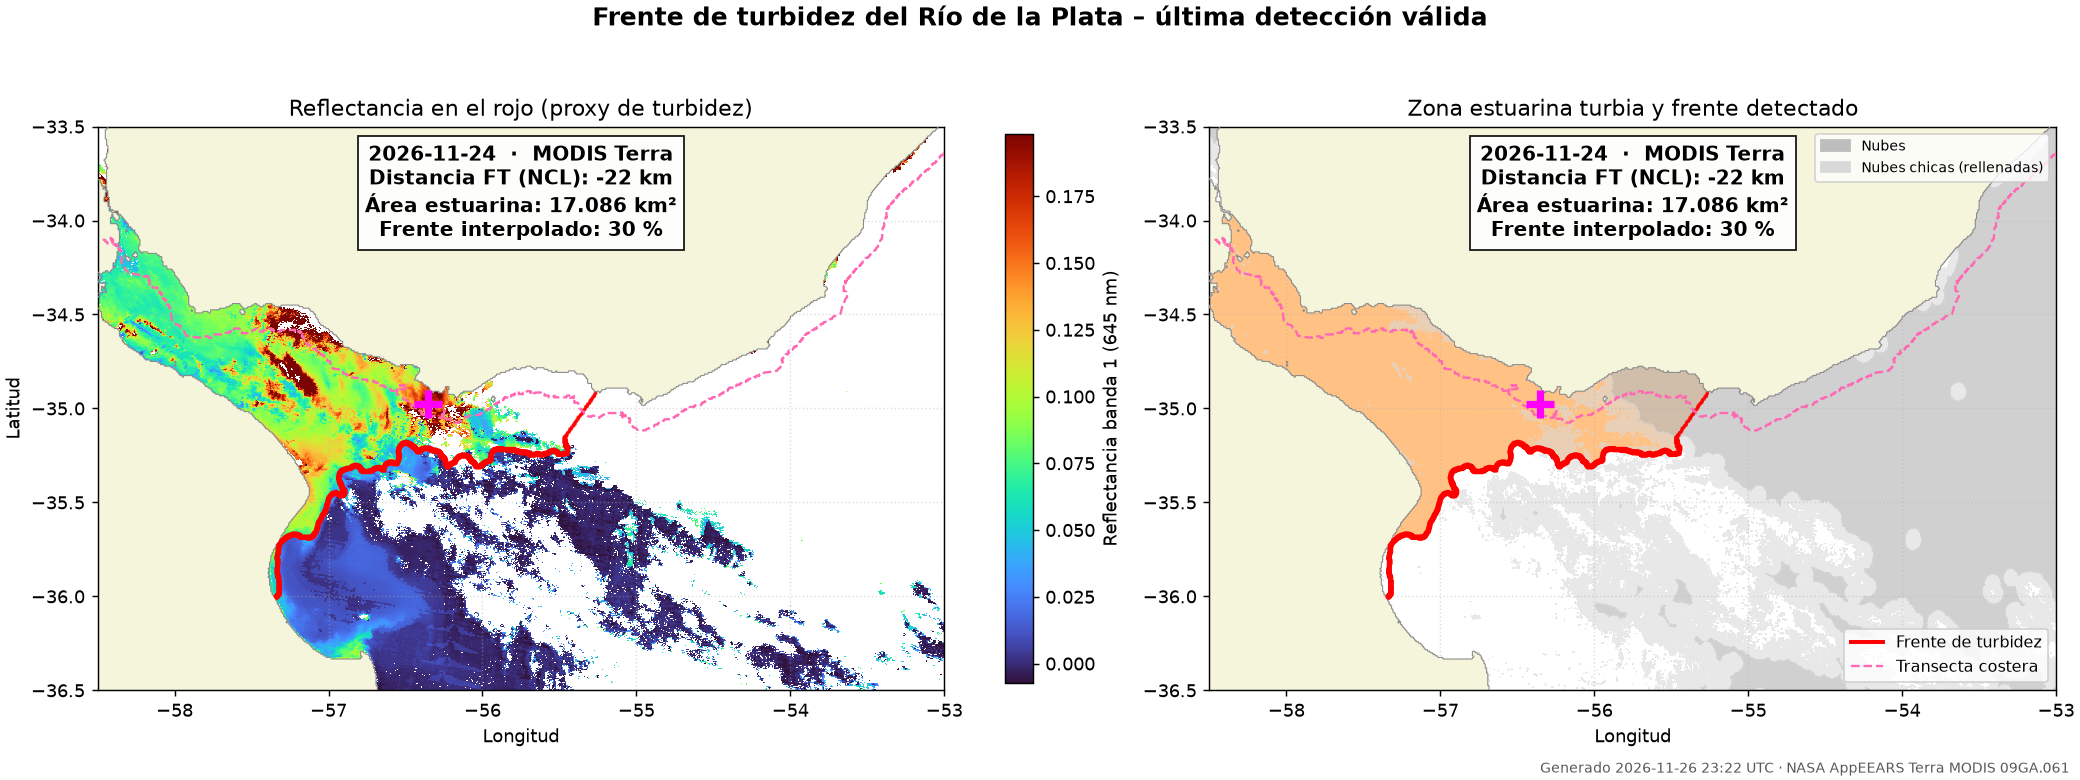 Frente de turbidez del Río de la Plata – última detección válida
Reflectancia en el rojo (proxy de turbidez)
2026-11-24 · MODIS Terra
Distancia FT (NCL): -22 km
Área estuarina: 17.086 km²
Frente interpolado: 30 %
−33.5
−34.0
−34.5
−35.0
−35.5
−36.0
−36.5
Latitud
−58
−57
−56
−55
−54
−53
Longitud
0.175
0.150
0.125
0.100
0.075
0.050
0.025
0.000
Reflectancia banda 1 (645 nm)
Zona estuarina turbia y frente detectado
2026-11-24 · MODIS Terra
Distancia FT (NCL): -22 km
Área estuarina: 17.086 km²
Frente interpolado: 30 %
Nubes
Nubes chicas (rellenadas)
−33.5
−34.0
−34.5
−35.0
−35.5
−36.0
−36.5
Frente de turbidez
Transecta costera
−58
−57
−56
−55
−54
−53
Longitud
Generado 2026-11-26 23:22 UTC · NASA AppEEARS Terra MODIS 09GA.061